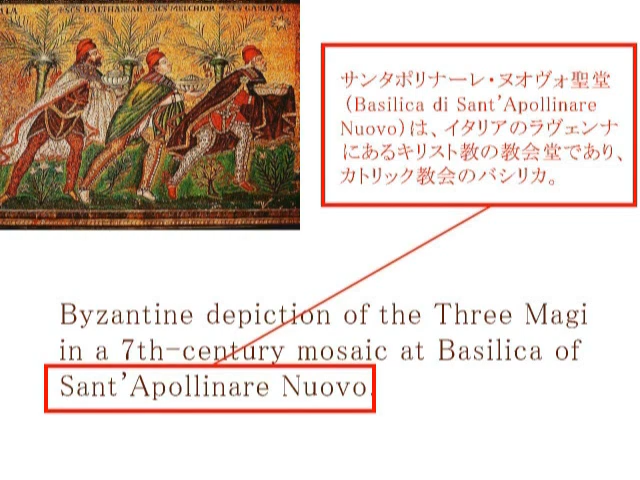 SCS BALTHASSAR SCS MELCHIOR SCS GASPAR
サンタポリナーレ・ヌオヴォ聖堂
（Basilica di Sant'Apollinare
Nuovo）は、イタリアのラヴェンナ
にあるキリスト教の教会堂であり、
カトリック教会のバシリカ。
Byzantine depiction of the Three Magi
in a 7th-century mosaic at Basilica of
Sant'Apollinare Nuovo.